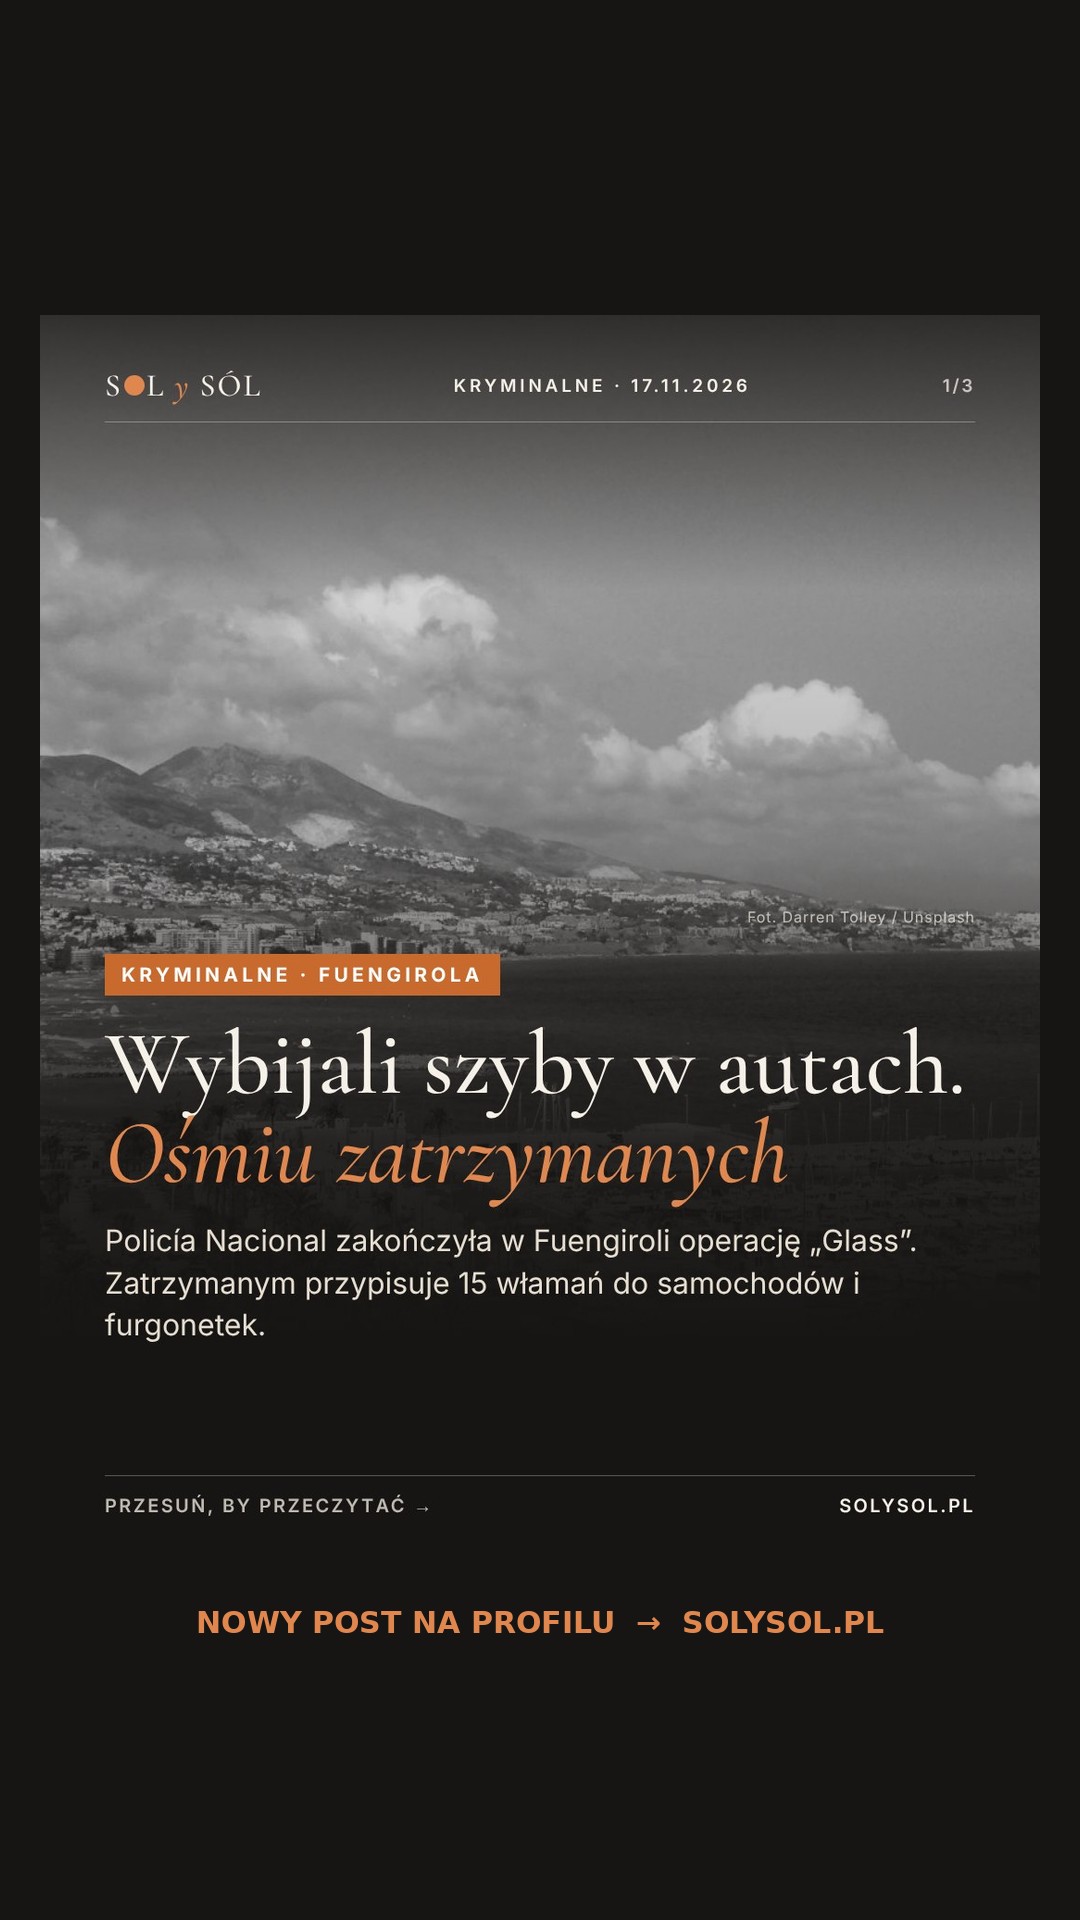 SOL y SÓL
KRYMINALNE · 17.11.2026
1/3
Fot. Darren Tolley / Unsplash
KRYMINALNE · FUENGIROLA
Wybijali szyby w autach.
Ośmiu zatrzymanych
Policía Nacional zakończyła w Fuengiroli operację „Glass”.
Zatrzymanym przypisuje 15 włamań do samochodów i
furgonetek.
PRZESUŃ, BY PRZECZYTAĆ →
SOLYSOL.PL
NOWY POST NA PROFILU → SOLYSOL.PL